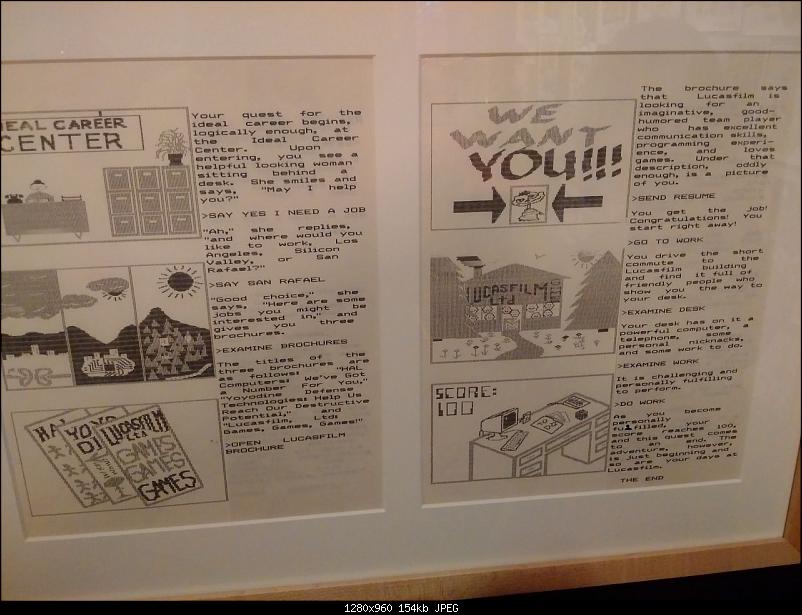 DEAL CAREER
CENTER
Your quest for the
ideal career begins,
logically enough, at
the Ideal Career
Center. Upon
entering, you see a
helpful looking woman
sitting behind a
desk. She smiles and
says, "May I help
you?"
>SAY YES I NEED A JOB
"Ah," she replies,
"and where would you
like to work, Los
Angeles, Silicon
Valley, or San
Rafael?"
>SAY SAN RAFAEL
"Good choice," she
says, "Here are some
jobs you might be
interested in," and
gives you three
brochures.
>EXAMINE BROCHURES
The titles of the
three brochures are
as follows: "HAL
Computers: We've Got
a Number For You,"
"Yoyodine Defense
Technologies: Help Us
Reach Our Destructive
Potential," and
"Lucasfilm, Ltd:
Games, Games, Games!"
>OPEN LUCASFILM
BROCHURE
HA
YOYO
DI
LUCASFILM
Ltd
GAMES
GAMES
GAMES
WE
WANT
YOU!!!
The brochure says
that Lucasfilm is
looking for an
imaginative, good-
humored team player
who has excellent
communication skills,
programming experi-
ence, and loves
games. Under that
description, oddly
enough, is a picture
of you.
>SEND RESUME
You get the job!
Congratulations! You
start right away!
>GO TO WORK
You drive the short
commute to the
Lucasfilm building
and find it full of
friendly people who
show you the way to
your desk.
LUCASFILM
Ltd
>EXAMINE DESK
Your desk has on it a
powerful computer, a
telephone, some
personal nicknacks,
and some work to do.
>EXAMINE WORK
It is challenging and
personally fulfilling
to perform.
>DO WORK
As you become
personally
fulfilled, your
score reaches 100,
and this quest comes
to an end. The
adventure, however,
is just beginning and
so are your days at
Lucasfilm.
THE END
SCORE:
100
1280x960 154kb JPEG